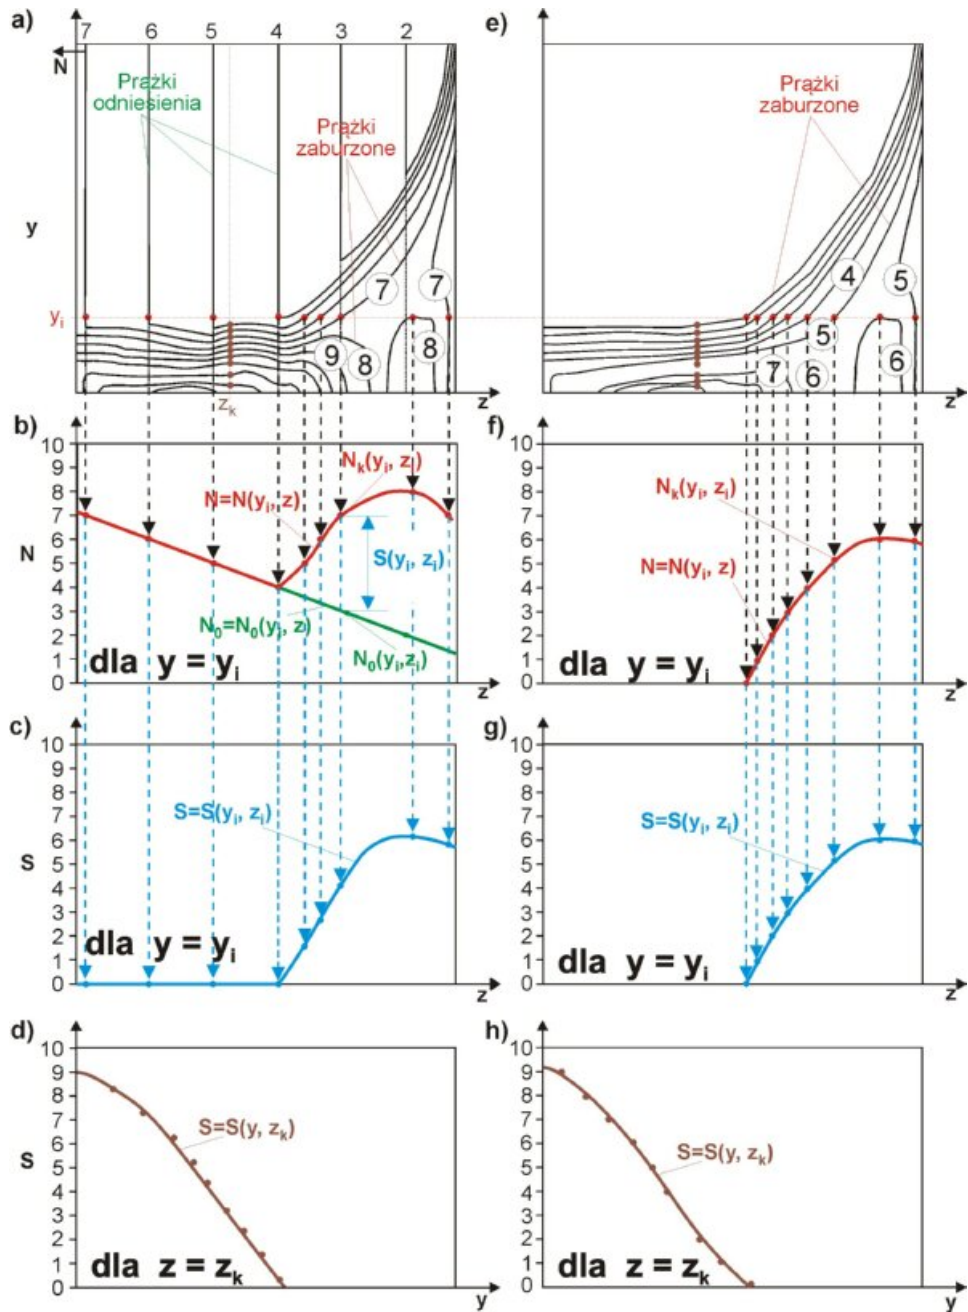 a)
7 6 5 4 3 2
N
Prążki
odniesienia
Prążki
zaburzone
y
yi
7 7
9 8 8
zk
z
e)
Prążki
zaburzone
4 5
5
7 6 6
z
b)
10
9
8
7
6
5
4
3
2
1
0
N
Nk(yi, zi)
N=N(yi, z)
S(yi, zi)
N0=N0(yi, z)
N0(yi,zi)
dla y = yi
z
f)
10
9
8
7
6
5
4
3
2
1
0
Nk(yi, zi)
N=N(yi, z)
dla y = yi
z
c)
10
9
8
7
6
5
4
3
2
1
0
S
S=S(yi, zi)
dla y = yi
z
g)
10
9
8
7
6
5
4
3
2
1
0
S=S(yi, zi)
dla y = yi
z
d)
10
9
8
7
6
5
4
3
2
1
0
S
S=S(y, zk)
dla z = zk
y
h)
10
9
8
7
6
5
4
3
2
1
0
S=S(y, zk)
dla z = zk
y